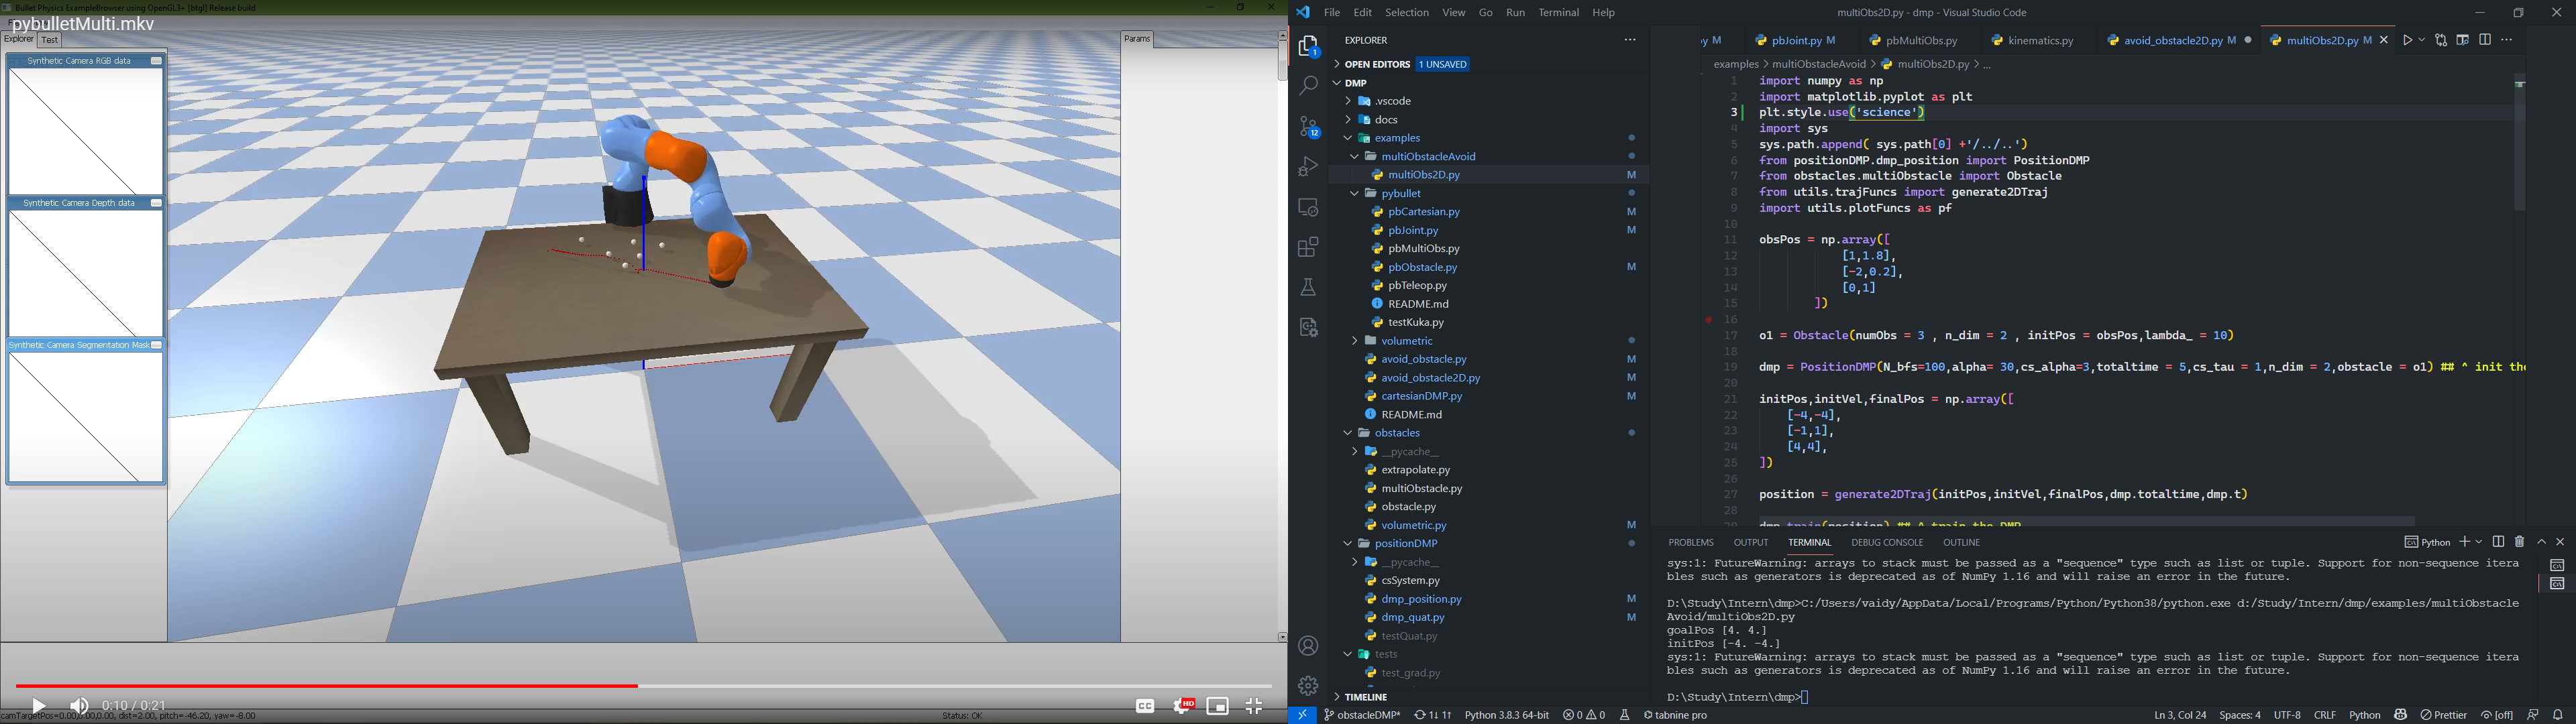 Bullet Physics ExampleBrowser using OpenGL3+ [btgl] Release build
pybulletMulti.mkv
Explorer Test
Params
Synthetic Camera RGB data
Synthetic Camera Depth data
Synthetic Camera Segmentation Mask
0:10 / 0:21
CC HD
camTargetPos=0.00,0.00,0.00, dist=2.00, pitch=-46.20, yaw=-8.00
Status: OK
File Edit Selection View Go Run Terminal Help
multiObs2D.py - dmp - Visual Studio Code
EXPLORER
OPEN EDITORS 1 UNSAVED
DMP
.vscode
docs
examples
multiObstacleAvoid
multiObs2D.py M
pybullet
pbCartesian.py M
pbJoint.py M
pbMultiObs.py
pbObstacle.py M
pbTeleop.py
README.md
testKuka.py
volumetric
avoid_obstacle.py M
avoid_obstacle2D.py M
cartesianDMP.py M
README.md
obstacles
__pycache__
extrapolate.py
multiObstacle.py
obstacle.py
volumetric.py M
positionDMP
__pycache__
csSystem.py
dmp_position.py M
dmp_quat.py M
testQuat.py
tests
test_grad.py
TIMELINE
1
12
y M pbJoint.py M pbMultiObs.py kinematics.py avoid_obstacle2D.py M multiObs2D.py M
examples > multiObstacleAvoid > multiObs2D.py > ...
1 import numpy as np
2 import matplotlib.pyplot as plt
3 plt.style.use('science')
4 import sys
5 sys.path.append( sys.path[0] +'/../..')
6 from positionDMP.dmp_position import PositionDMP
7 from obstacles.multiObstacle import Obstacle
8 from utils.trajFuncs import generate2DTraj
9 import utils.plotFuncs as pf
10
11 obsPos = np.array([
12 [1,1.8],
13 [-2,0.2],
14 [0,1]
15 ])
16
17 o1 = Obstacle(numObs = 3 , n_dim = 2 , initPos = obsPos,lambda_ = 10)
18
19 dmp = PositionDMP(N_bfs=100,alpha= 30,cs_alpha=3,totaltime = 5,cs_tau = 1,n_dim = 2,obstacle = o1) ## ^ init the
20
21 initPos,initVel,finalPos = np.array([
22 [-4,-4],
23 [-1,1],
24 [4,4],
25 ])
26
27 position = generate2DTraj(initPos,initVel,finalPos,dmp.totaltime,dmp.t)
28
29 dmp.train(position) ## ^ train the DMP
PROBLEMS OUTPUT TERMINAL DEBUG CONSOLE OUTLINE
Python
sys:1: FutureWarning: arrays to stack must be passed as a "sequence" type such as list or tuple. Support for non-sequence itera
bles such as generators is deprecated as of NumPy 1.16 and will raise an error in the future.
D:\Study\Intern\dmp>C:/Users/vaidy/AppData/Local/Programs/Python/Python38/python.exe d:/Study/Intern/dmp/examples/multiObstacle
Avoid/multiObs2D.py
goalPos [4. 4.]
initPos [-4. -4.]
sys:1: FutureWarning: arrays to stack must be passed as a "sequence" type such as list or tuple. Support for non-sequence itera
bles such as generators is deprecated as of NumPy 1.16 and will raise an error in the future.
D:\Study\Intern\dmp>
obstacleDMP* 1↓ 1↑ Python 3.8.3 64-bit 0 0 tabnine pro
Ln 3, Col 24 Spaces: 4 UTF-8 CRLF Python Prettier [off]